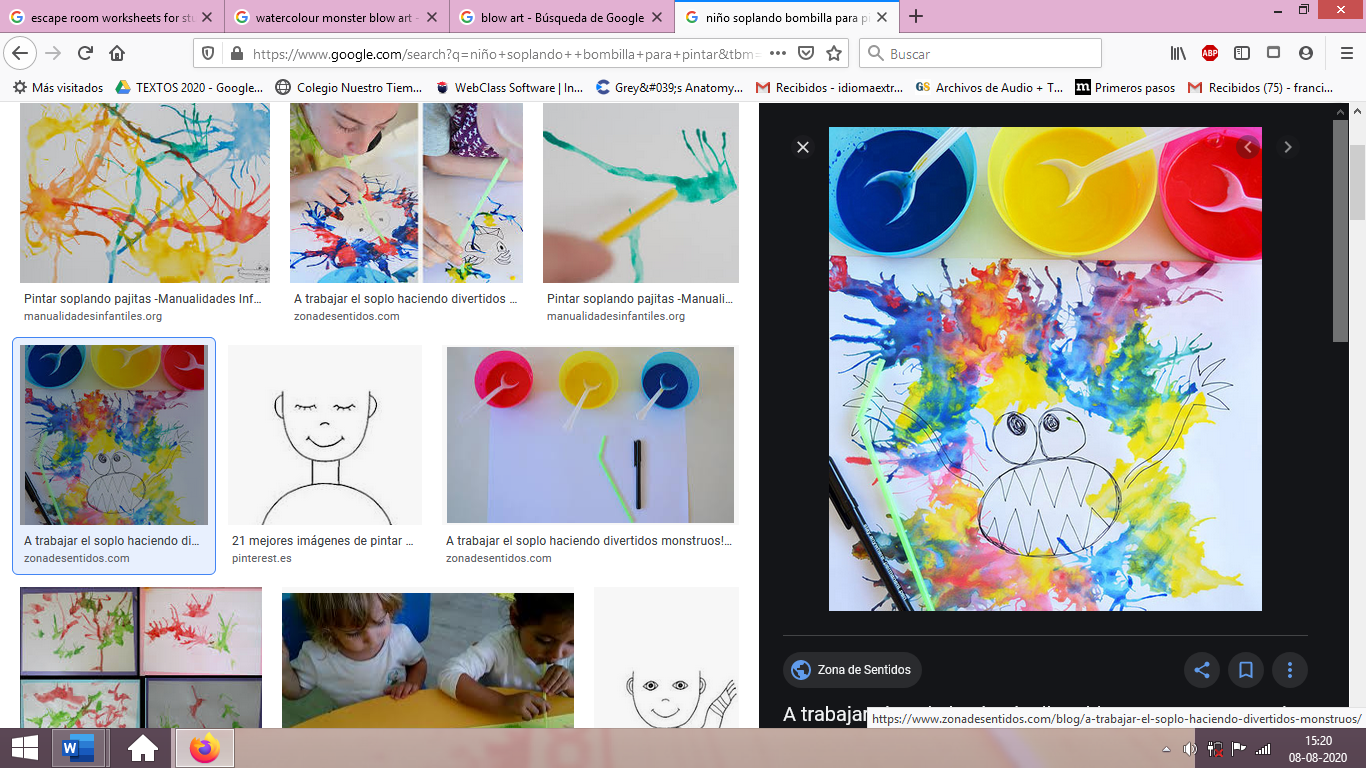 escape room worksheets for stu
watercolour monster blow art -
blow art - Búsqueda de Google
niño soplando bombilla para pi
https://www.google.com/search?q=niño+soplando++bombilla+para+pintar&tbm=
Buscar
ABP
Más visitados
TEXTOS 2020 - Google...
Colegio Nuestro Tiem...
WebClass Software | In...
Grey&#039;s Anatomy...
Recibidos - idiomaextr...
GS
Archivos de Audio + T...
m
Primeros pasos
Recibidos (75) - franci...
Pintar soplando pajitas -Manualidades Inf...
manualidadesinfantiles.org
A trabajar el soplo haciendo divertidos ...
zonadesentidos.com
Pintar soplando pajitas -Manuali...
manualidadesinfantiles.org
A trabajar el soplo haciendo di...
zonadesentidos.com
21 mejores imágenes de pintar ...
pinterest.es
A trabajar el soplo haciendo divertidos monstruos!...
zonadesentidos.com
Zona de Sentidos
A trabajar
https://www.zonadesentidos.com/blog/a-trabajar-el-soplo-haciendo-divertidos-monstruos/
15:20
08-08-2020